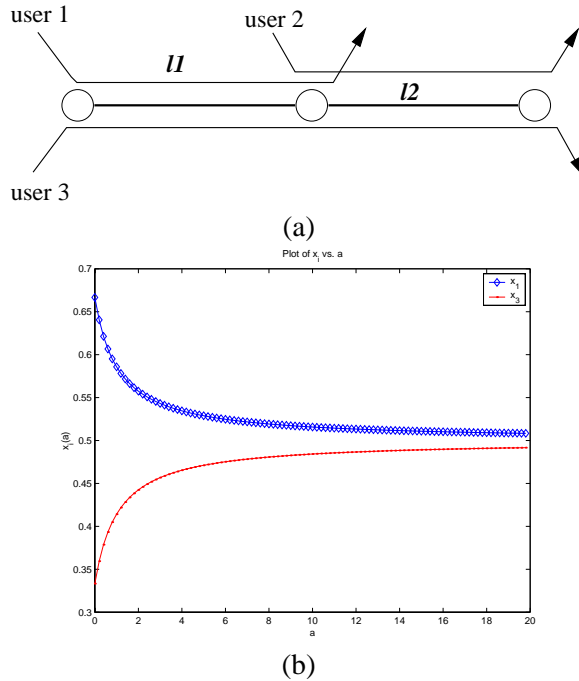 user 1
user 2
l1
l2
user 3
(a)
Plot of x_i vs. a
0.7
0.65
0.6
0.55
0.5
0.45
0.4
0.35
0.3
x_i(a)
x_1
x_3
0 2 4 6 8 10 12 14 16 18 20
a
(b)